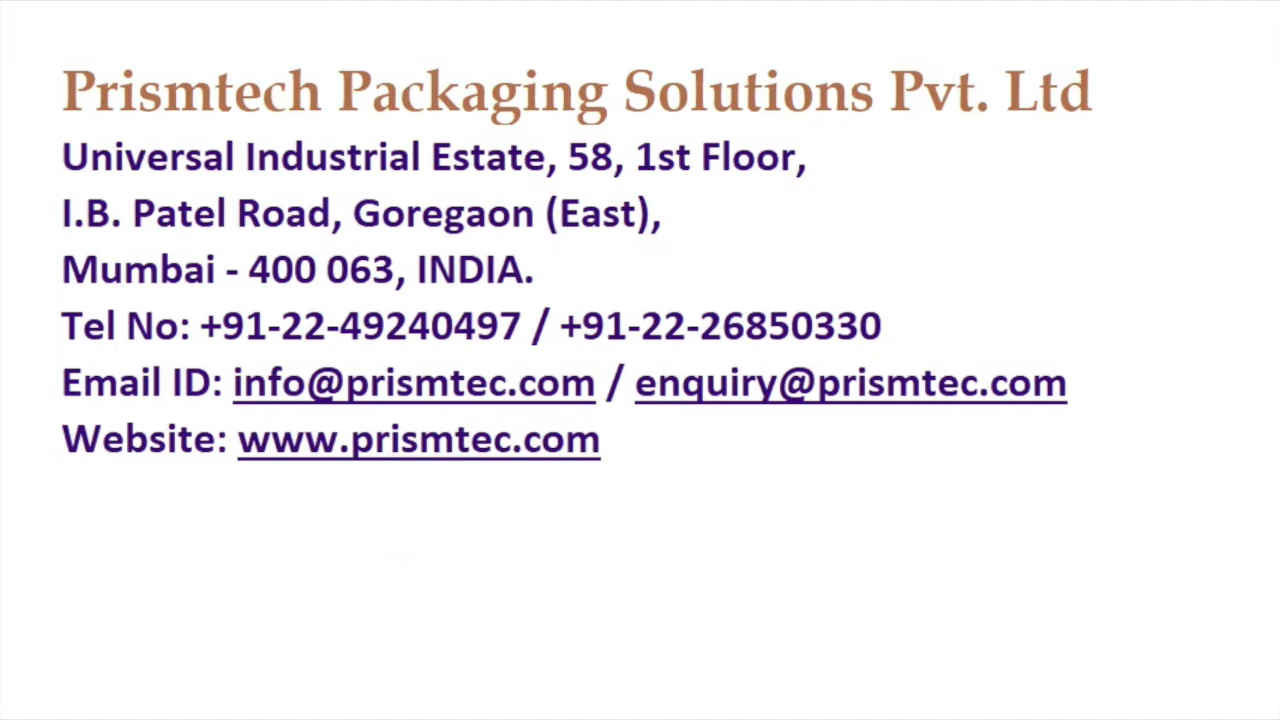 Prismtech Packaging Solutions Pvt. Ltd
Universal Industrial Estate, 58, 1st Floor,
I.B. Patel Road, Goregaon (East),
Mumbai - 400 063, INDIA.
Tel No: +91-22-49240497 / +91-22-26850330
Email ID: info@prismtec.com / enquiry@prismtec.com
Website: www.prismtec.com